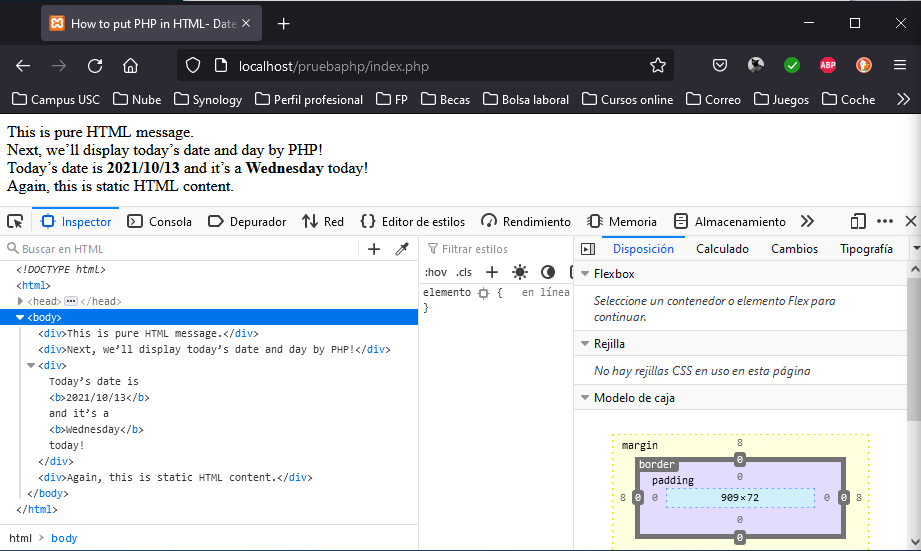 How to put PHP in HTML- Date
localhost/pruebaphp/index.php
ABP
Campus USC Nube Synology Perfil profesional FP Becas Bolsa laboral Cursos online Correo Juegos Coche
This is pure HTML message.
Next, we’ll display today’s date and day by PHP!
Today’s date is 2021/10/13 and it’s a Wednesday today!
Again, this is static HTML content.
Inspector Consola Depurador Red Editor de estilos Rendimiento Memoria Almacenamiento
Buscar en HTML
<!DOCTYPE html>
<html>
<head> ••• </head>
<body>
<div>This is pure HTML message.</div>
<div>Next, we’ll display today’s date and day by PHP!</div>
<div>
Today’s date is
<b>2021/10/13</b>
and it’s a
<b>Wednesday</b>
today!
</div>
<div>Again, this is static HTML content.</div>
</body>
</html>
html > body
Filtrar estilos
:hov .cls
elemento { en línea
}
Disposición Calculado Cambios Tipografía
Flexbox
Seleccione un contenedor o elemento Flex para
continuar.
Rejilla
No hay rejillas CSS en uso en esta página
Modelo de caja
margin 8
border 0
padding 0
8 0 0 909×72 0 0 8
0
0